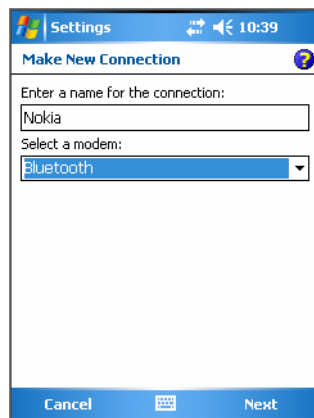 Settings 10:39
Make New Connection
Enter a name for the connection:
Nokia
Select a modem:
Bluetooth
Cancel Next